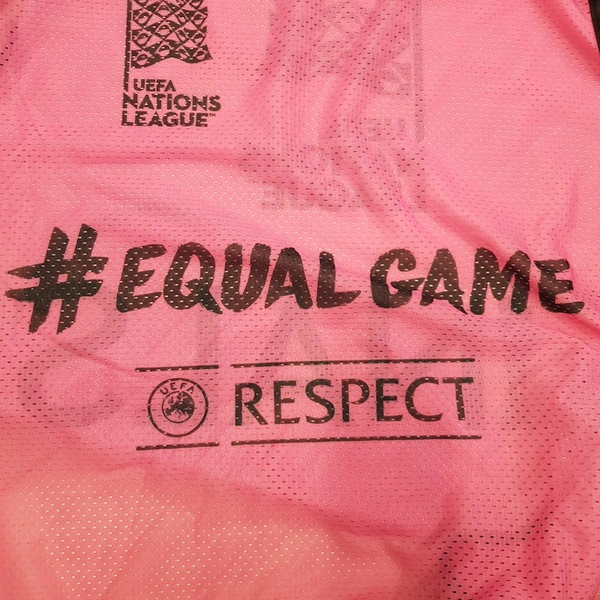 UEFA
NATIONS
LEAGUE™
#EQUALGAME
UEFA
RESPECT